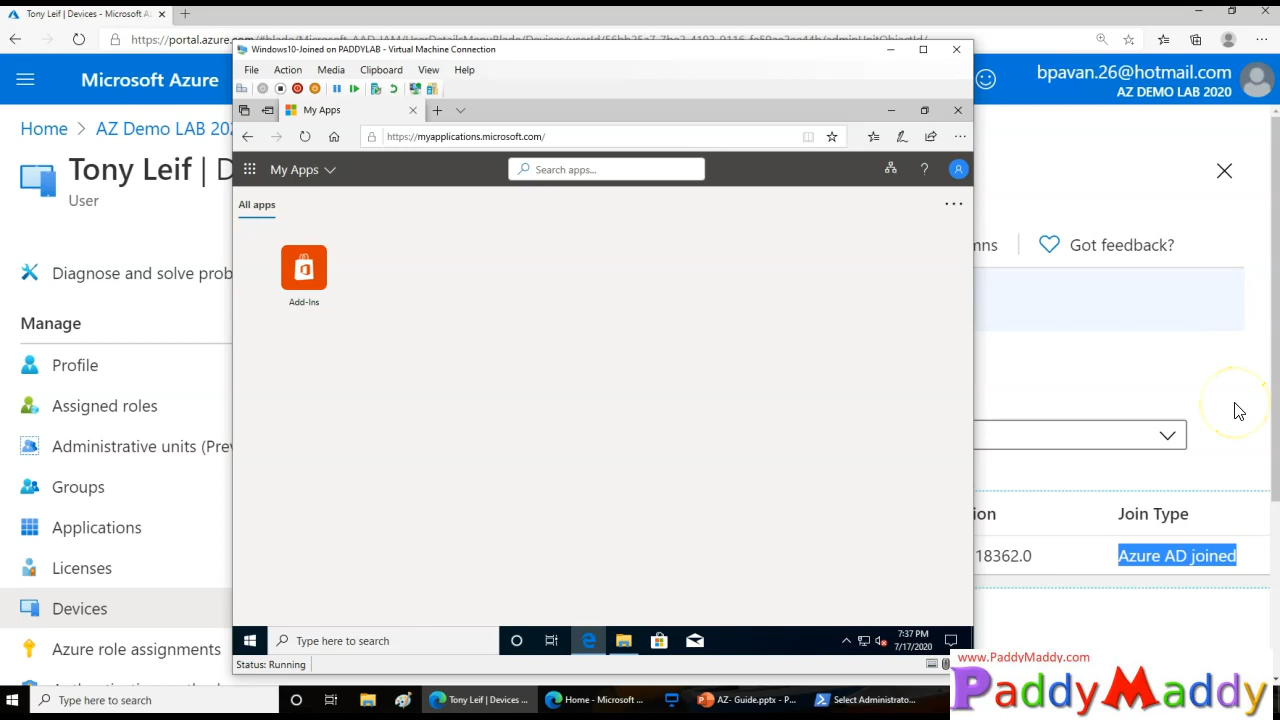 Tony Leif | Devices - Microsoft A
https://portal.azure.com/
Windows10-Joined on PADDYLAB - Virtual Machine Connection
Microsoft Azure
bpavan.26@hotmail.com
AZ DEMO LAB 2020
File Action Media Clipboard View Help
My Apps
Home > AZ Demo LAB 202
https://myapplications.microsoft.com/
Tony Leif | D
User
My Apps
Search apps...
All apps
Add-Ins
mns
Got feedback?
Diagnose and solve prob
Manage
Profile
Assigned roles
Administrative units (Prev
Groups
Applications
Licenses
Devices
Azure role assignments
ion
Join Type
18362.0
Azure AD joined
Type here to search
7:37 PM
7/17/2020
Status: Running
www.PaddyMaddy.com
PaddyMaddy
Type here to search
Tony Leif | Devices ...
Home - Microsoft ...
AZ- Guide.pptx - P...
Select Administrato...